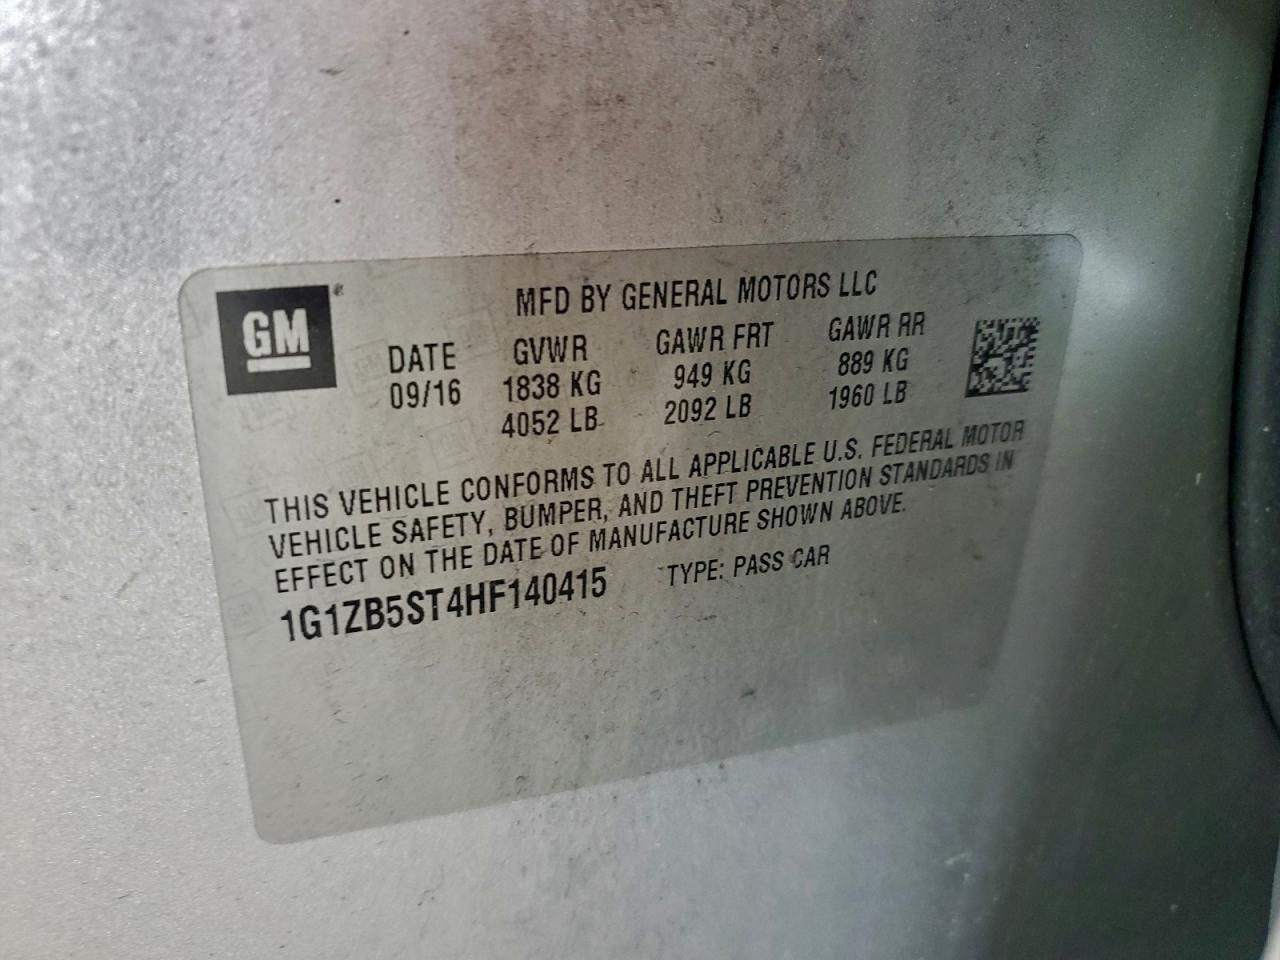 GM®
MFD BY GENERAL MOTORS LLC
DATE GVWR GAWR FRT GAWR RR
09/16 1838 KG 949 KG 889 KG
4052 LB 2092 LB 1960 LB
THIS VEHICLE CONFORMS TO ALL APPLICABLE U.S. FEDERAL MOTOR
VEHICLE SAFETY, BUMPER, AND THEFT PREVENTION STANDARDS IN
EFFECT ON THE DATE OF MANUFACTURE SHOWN ABOVE.
1G1ZB5ST4HF140415 TYPE: PASS CAR